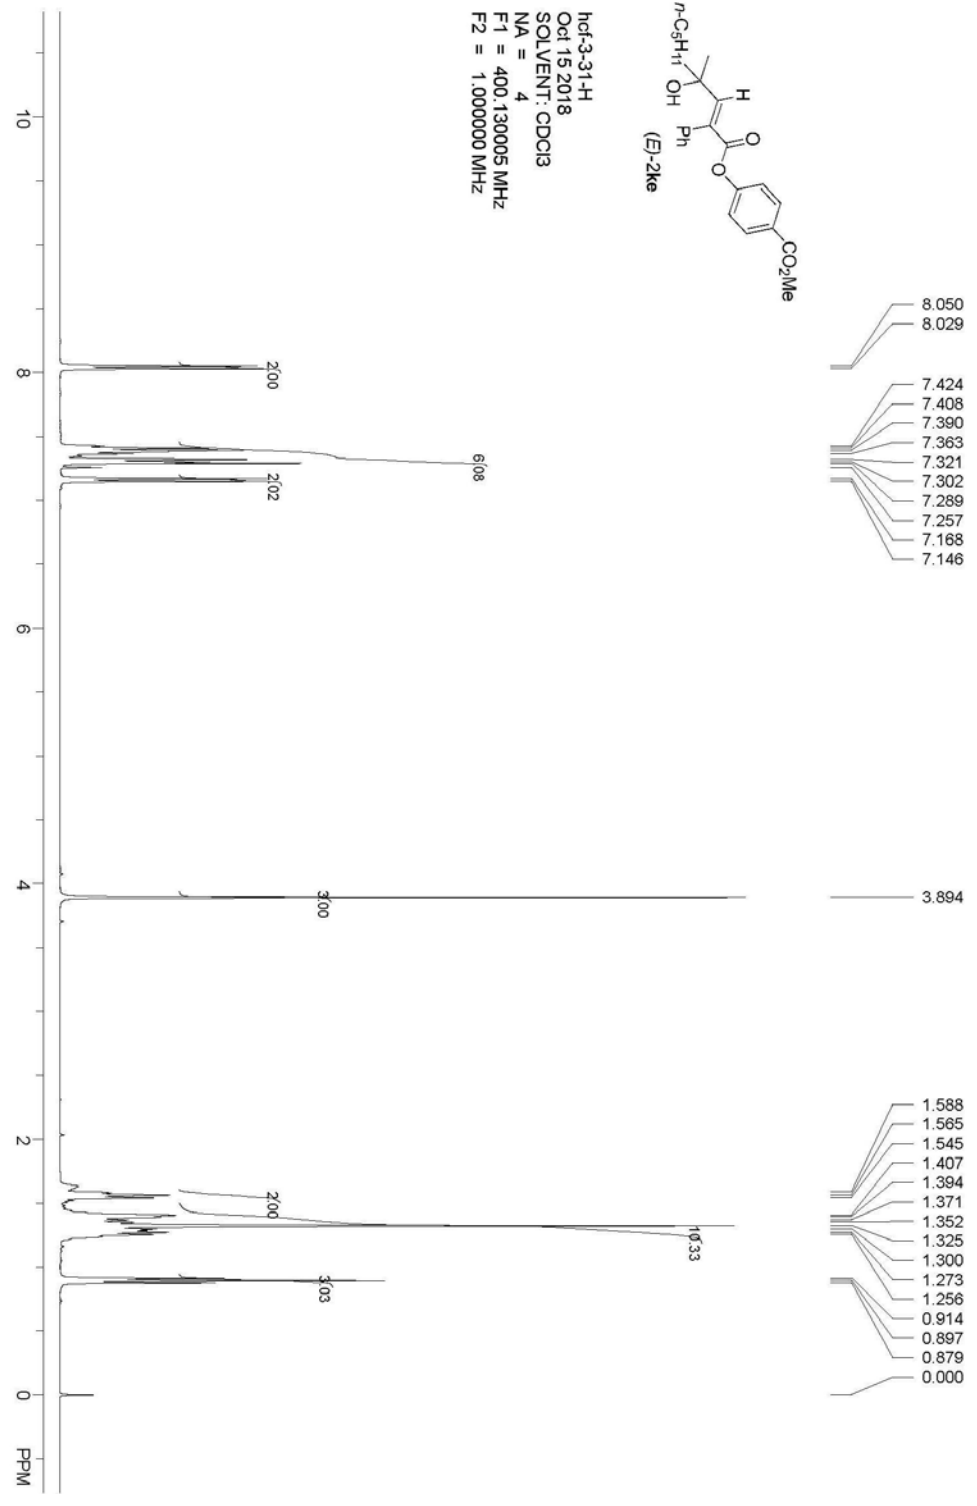 n-C5H11
OH
H
Ph
O
O
CO2Me
(E)-2ke
hcf-3-31-H
Oct 15 2018
SOLVENT: CDCl3
NA = 4
F1 = 400.130005 MHz
F2 = 1.000000 MHz
8.050
8.029
7.424
7.408
7.390
7.363
7.321
7.302
7.289
7.257
7.168
7.146
3.894
1.588
1.565
1.545
1.407
1.394
1.371
1.352
1.325
1.300
1.273
1.256
0.914
0.897
0.879
0.000
2.00
6.08
2.02
3.00
2.00
10.33
3.03
10
8
6
4
2
0
PPM